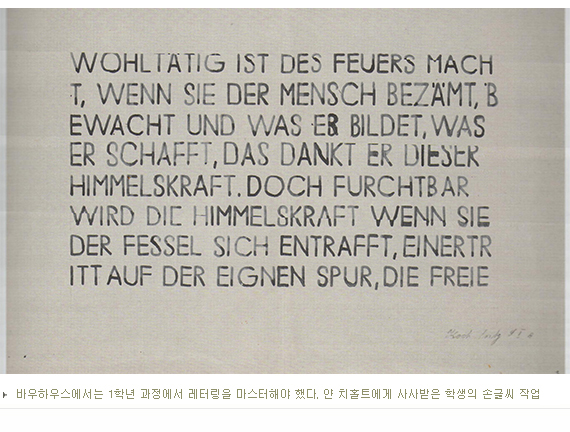 WOHLTÄTIG IST DES FEUERS MACH
T, WENN SIE DER MENSCH BEZÄMT, B
EWACHT UND WAS ER BILDET, WAS
ER SCHAFFT, DAS DANKT ER DIESER
HIMMELSKRAFT. DOCH FURCHTBAR
WIRD DIE HIMMELSKRAFT WENN SIE
DER FESSEL SICH ENTRAFFT, EINERTR
ITT AUF DER EIGNEN SPUR, DIE FREIE
바우하우스에서는 1학년 과정에서 레터링을 마스터해야 했다. 얀 치홀트에게 사사받은 학생의 손글씨 작업